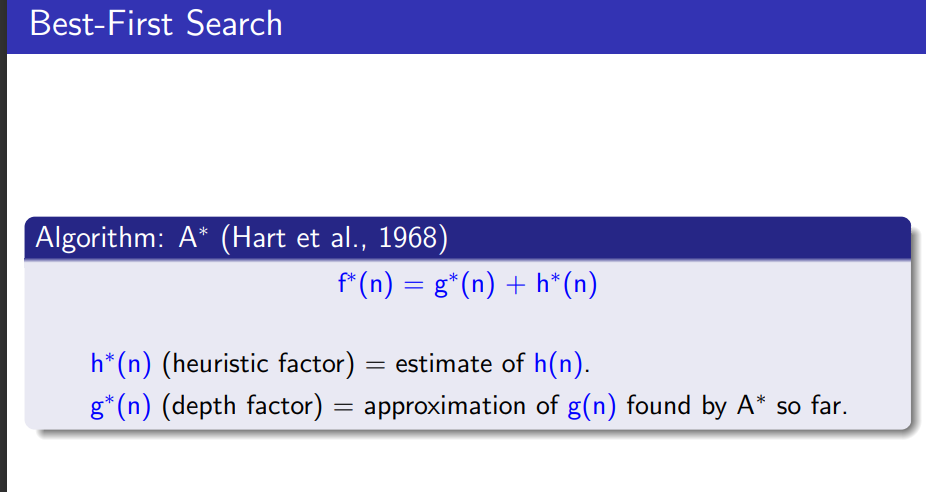 Best-First Search
Algorithm: A* (Hart et al., 1968)
f*(n) = g*(n) + h*(n)
h*(n) (heuristic factor) = estimate of h(n).
g*(n) (depth factor) = approximation of g(n) found by A* so far.